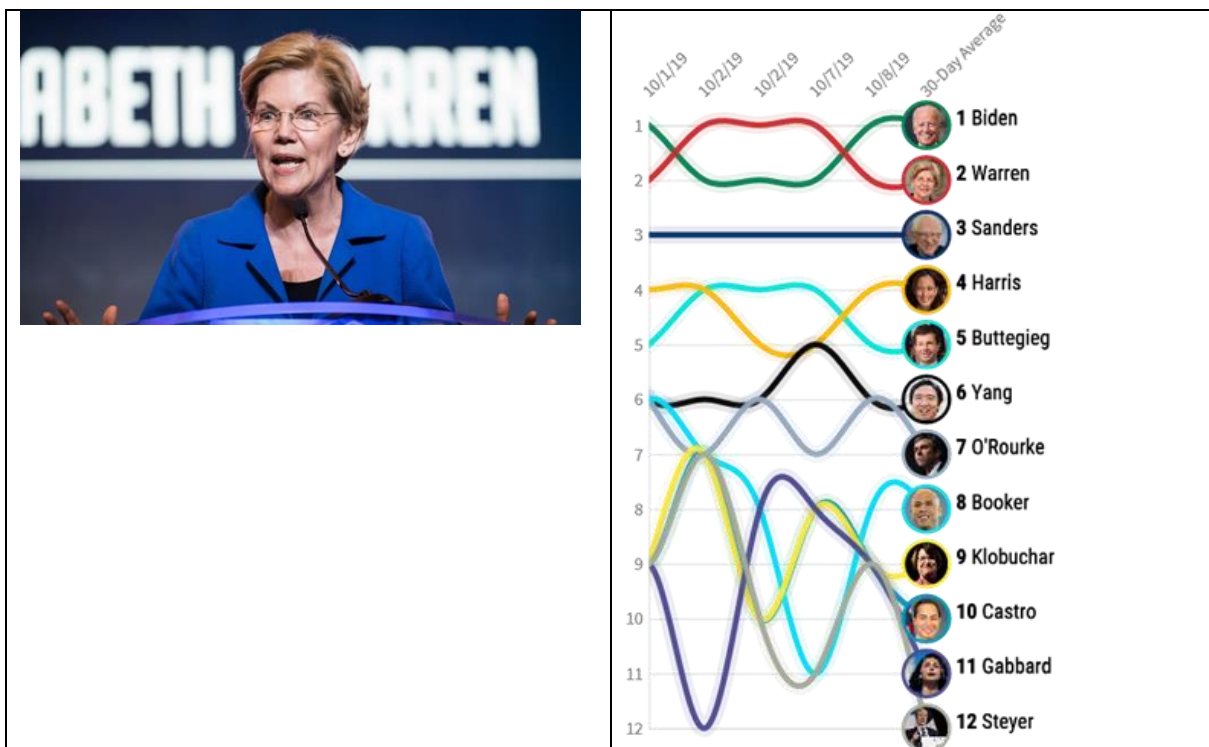 ABETH WARREN
10/1/19
10/2/19
10/2/19
10/7/19
10/8/19
30-Day Average
1
2
3
4
5
6
7
8
9
10
11
12
1 Biden
2 Warren
3 Sanders
4 Harris
5 Buttegieg
6 Yang
7 O'Rourke
8 Booker
9 Klobuchar
10 Castro
11 Gabbard
12 Steyer